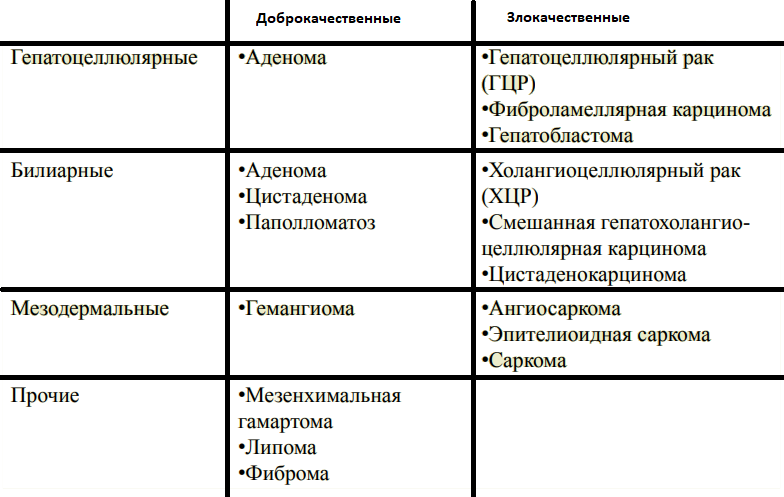 Доброкачественные
Злокачественные
Гепатоцеллюлярные
•Аденома
•Гепатоцеллюлярный рак
(ГЦР)
•Фиброламеллярная карцинома
•Гепатобластома
Билиарные
•Аденома
•Цистаденома
•Паполломатоз
•Холангиоцеллюлярный рак
(ХЦР)
•Смешанная гепатохолангио-
целлюлярная карцинома
•Цистаденокарцинома
Мезодермальные
•Гемангиома
•Ангиосаркома
•Эпителиоидная саркома
•Саркома
Прочие
•Мезенхимальная
гамартома
•Липома
•Фиброма